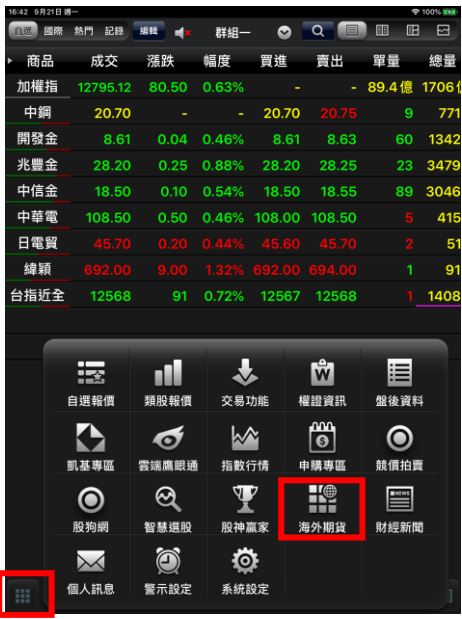 16:42 9月21日 週一 100%
自選 國際 熱門 記錄 編輯 群組一
商品 成交 漲跌 幅度 買進 賣出 單量 總量
加權指 12795.12 80.50 0.63% - - 89.4億 1706
中鋼 20.70 - - 20.70 20.75 9 771
開發金 8.61 0.04 0.46% 8.61 8.63 60 1342
兆豐金 28.20 0.25 0.88% 28.20 28.25 23 3479
中信金 18.50 0.10 0.54% 18.50 18.55 89 3046
中華電 108.50 0.50 0.46% 108.00 108.50 5 415
日電貿 45.70 0.20 0.44% 45.60 45.70 2 51
緯穎 692.00 9.00 1.32% 692.00 694.00 1 91
台指近全 12568 91 0.72% 12567 12568 1 1408
自選報價 類股報價 交易功能 權證資訊 盤後資料
凱基專區 雲端鷹眼通 指數行情 申購專區 競價拍賣
股狗網 智慧選股 股神贏家 海外期貨 財經新聞
個人訊息 警示設定 系統設定